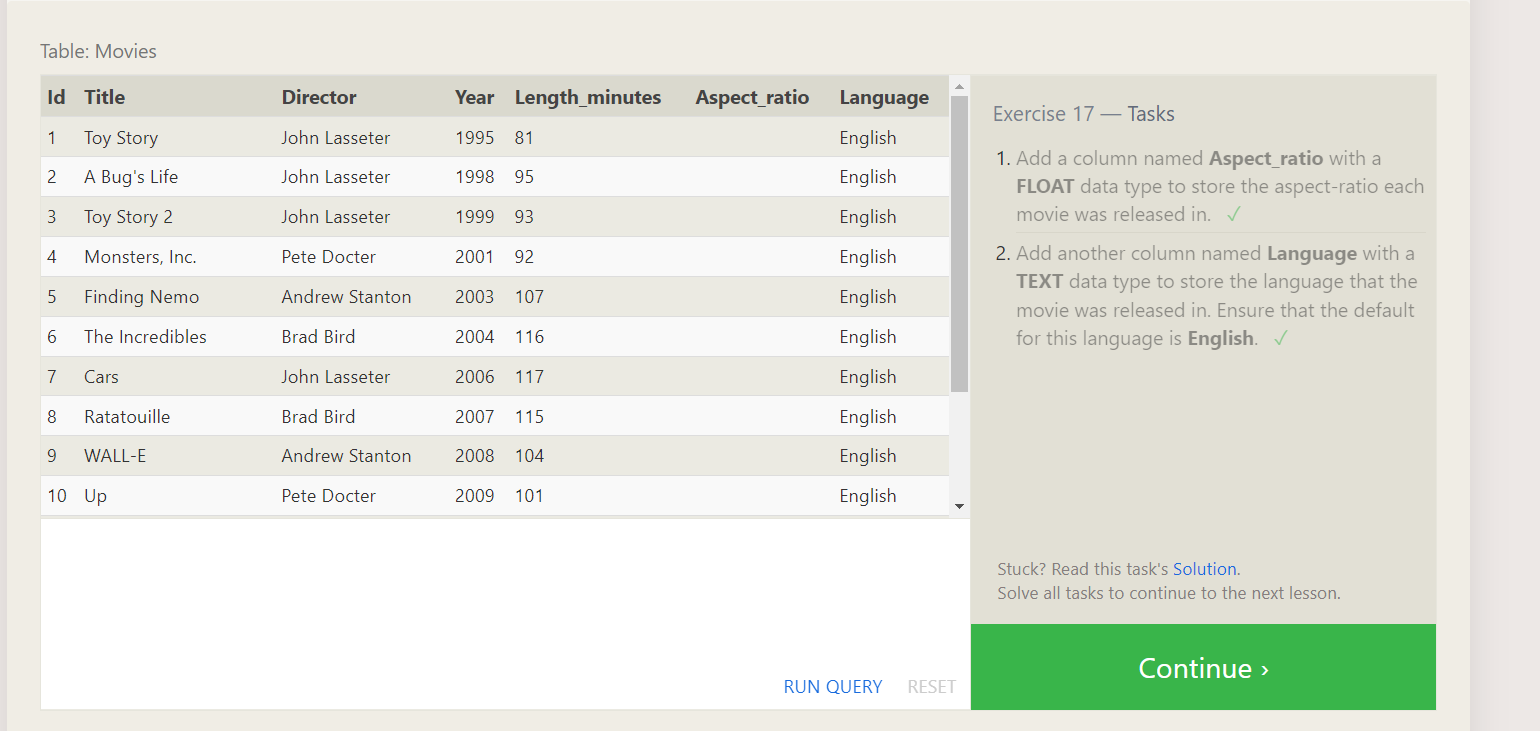 Table: Movies
Id Title Director Year Length_minutes Aspect_ratio Language
1 Toy Story John Lasseter 1995 81 English
2 A Bug's Life John Lasseter 1998 95 English
3 Toy Story 2 John Lasseter 1999 93 English
4 Monsters, Inc. Pete Docter 2001 92 English
5 Finding Nemo Andrew Stanton 2003 107 English
6 The Incredibles Brad Bird 2004 116 English
7 Cars John Lasseter 2006 117 English
8 Ratatouille Brad Bird 2007 115 English
9 WALL-E Andrew Stanton 2008 104 English
10 Up Pete Docter 2009 101 English
RUN QUERY RESET
Exercise 17 — Tasks
1. Add a column named Aspect_ratio with a
FLOAT data type to store the aspect-ratio each
movie was released in. ✓
2. Add another column named Language with a
TEXT data type to store the language that the
movie was released in. Ensure that the default
for this language is English. ✓
Stuck? Read this task's Solution.
Solve all tasks to continue to the next lesson.
Continue ›